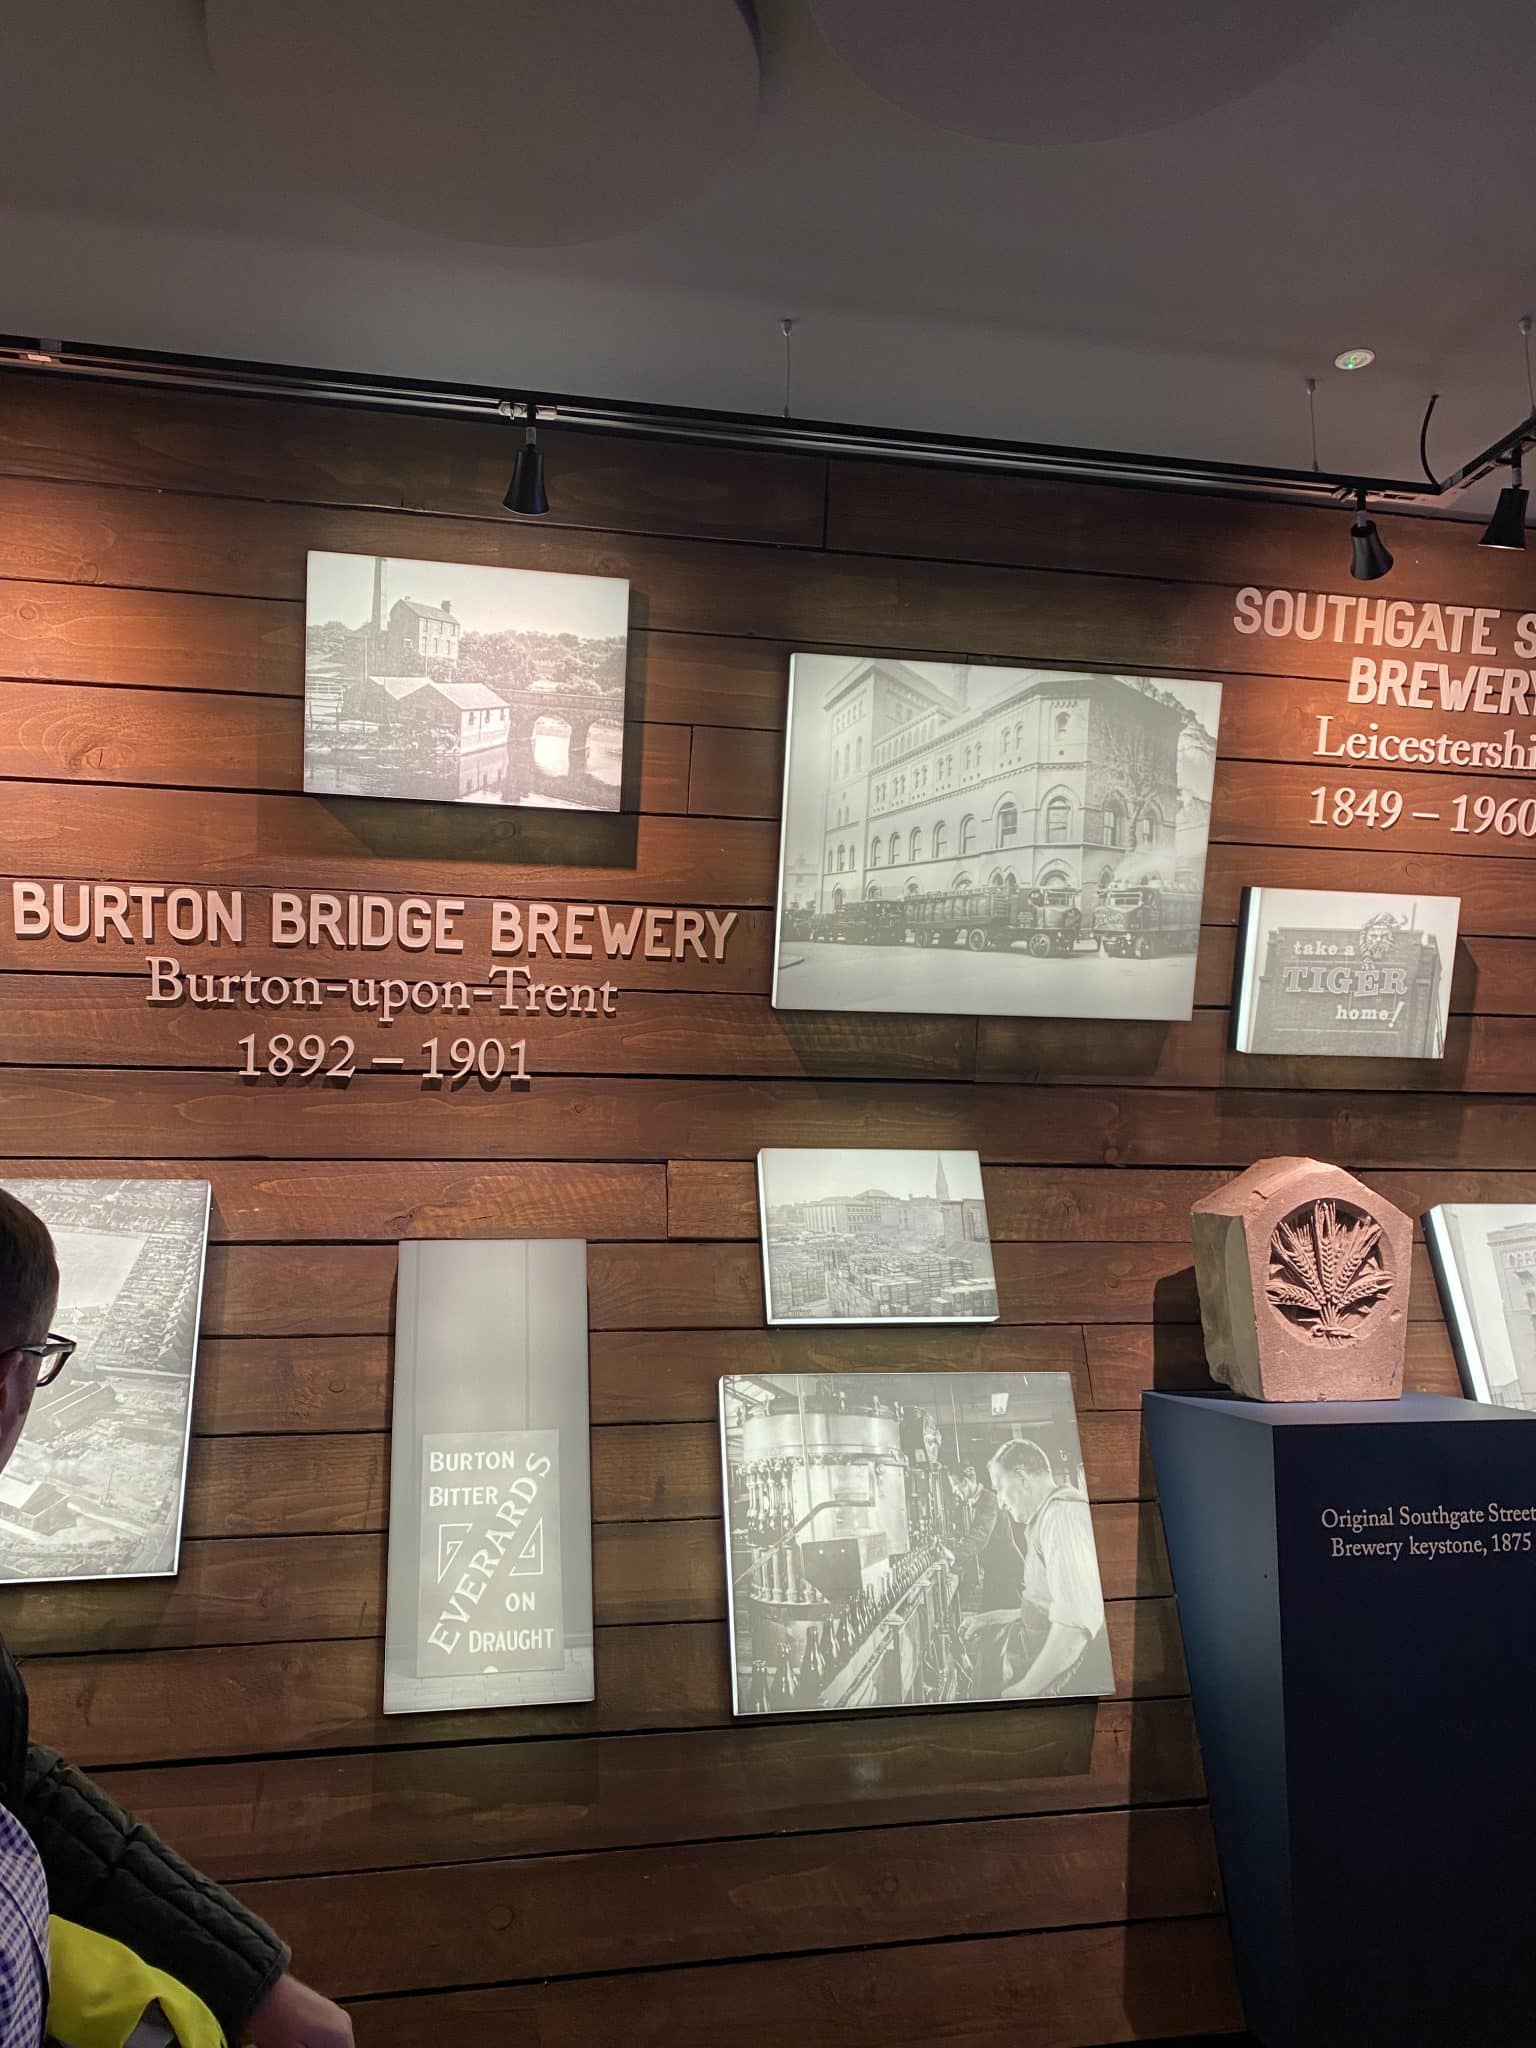 BURTON BRIDGE BREWERY
Burton-upon-Trent
1892 – 1901
SOUTHGATE S
BREWERY
Leicestershi
1849 – 1960
take a
TIGER
home!
BURTON
BITTER
EVERARDS
ON
DRAUGHT
Original Southgate Street
Brewery keystone, 1875